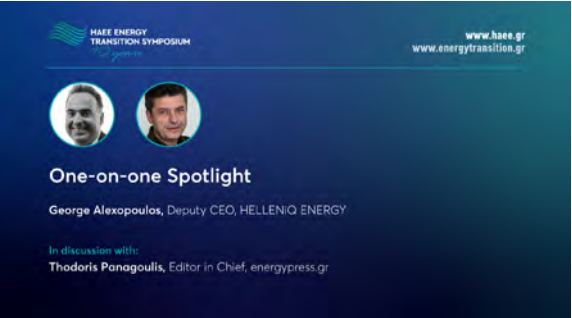 HAEE ENERGY
TRANSITION SYMPOSIUM
www.haee.gr
www.energytransition.gr
One-on-one Spotlight
George Alexopoulos, Deputy CEO, HELLENiQ ENERGY
In discussion with:
Thodoris Panagoulis, Editor in Chief, energypress.gr